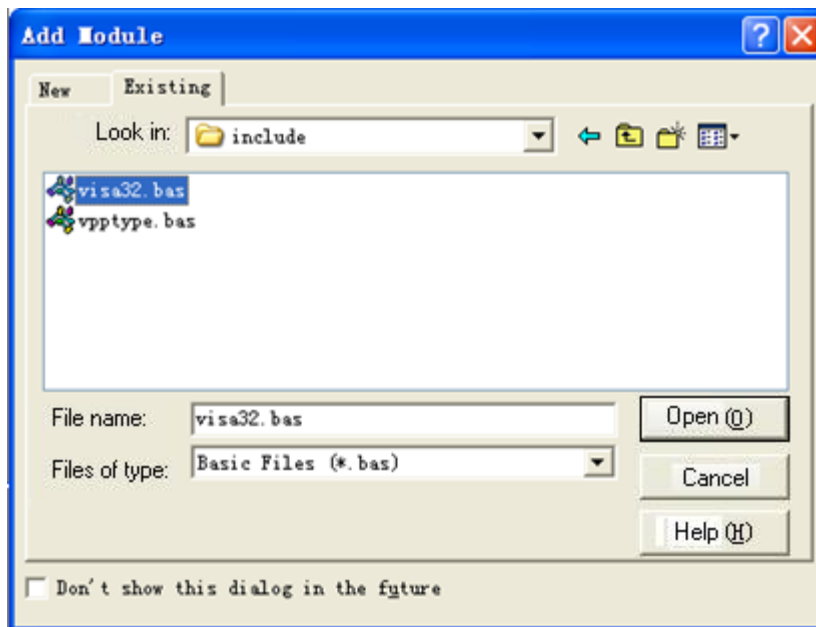 Add Module
New Existing
Look in: include
visa32.bas
vpptype.bas
File name: visa32.bas Open (O)
Files of type: Basic Files (*.bas) Cancel
Help (H)
Don't show this dialog in the future